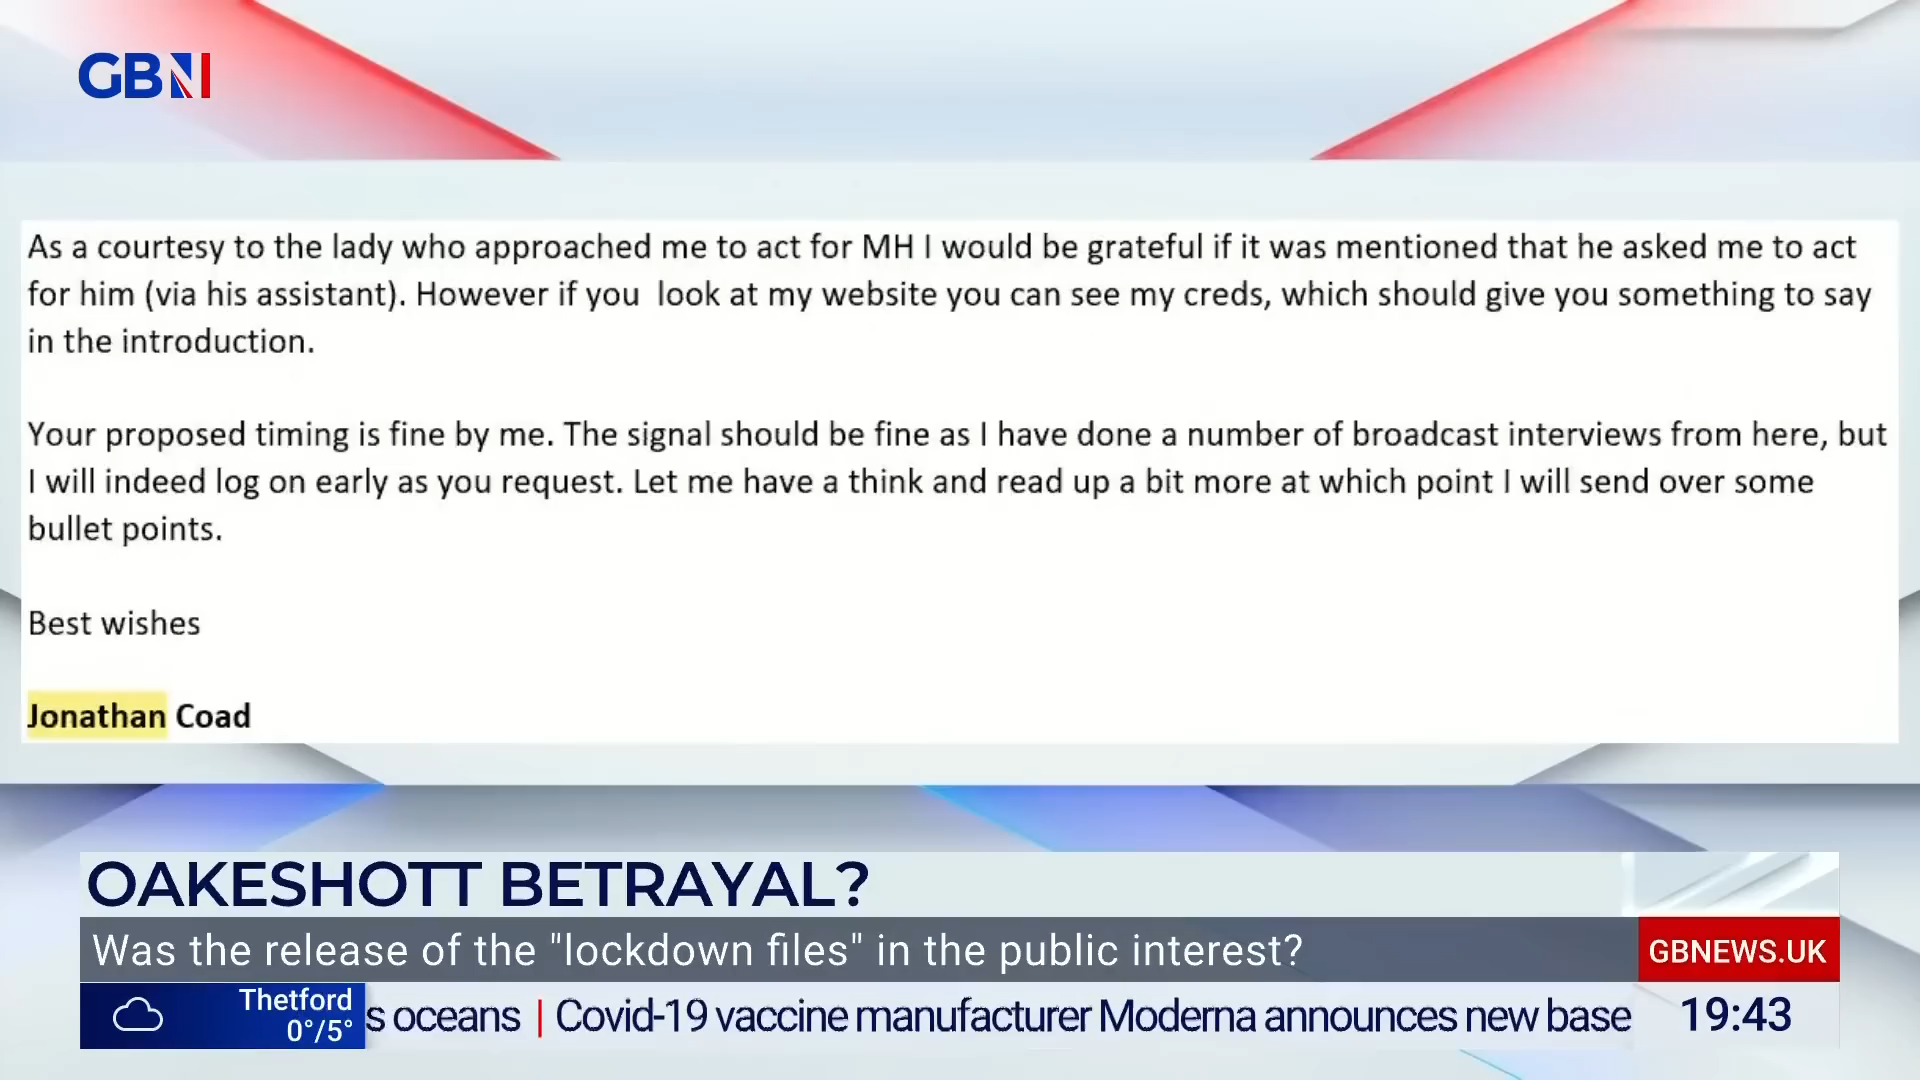 GBN
As a courtesy to the lady who approached me to act for MH I would be grateful if it was mentioned that he asked me to act
for him (via his assistant). However if you  look at my website you can see my creds, which should give you something to say
in the introduction.
Your proposed timing is fine by me. The signal should be fine as I have done a number of broadcast interviews from here, but
I will indeed log on early as you request. Let me have a think and read up a bit more at which point I will send over some
bullet points.
Best wishes
Jonathan Coad
OAKESHOTT BETRAYAL?
Was the release of the "lockdown files" in the public interest?
GBNEWS.UK
Thetford
0°/5°
s oceans | Covid-19 vaccine manufacturer Moderna announces new base
19:43